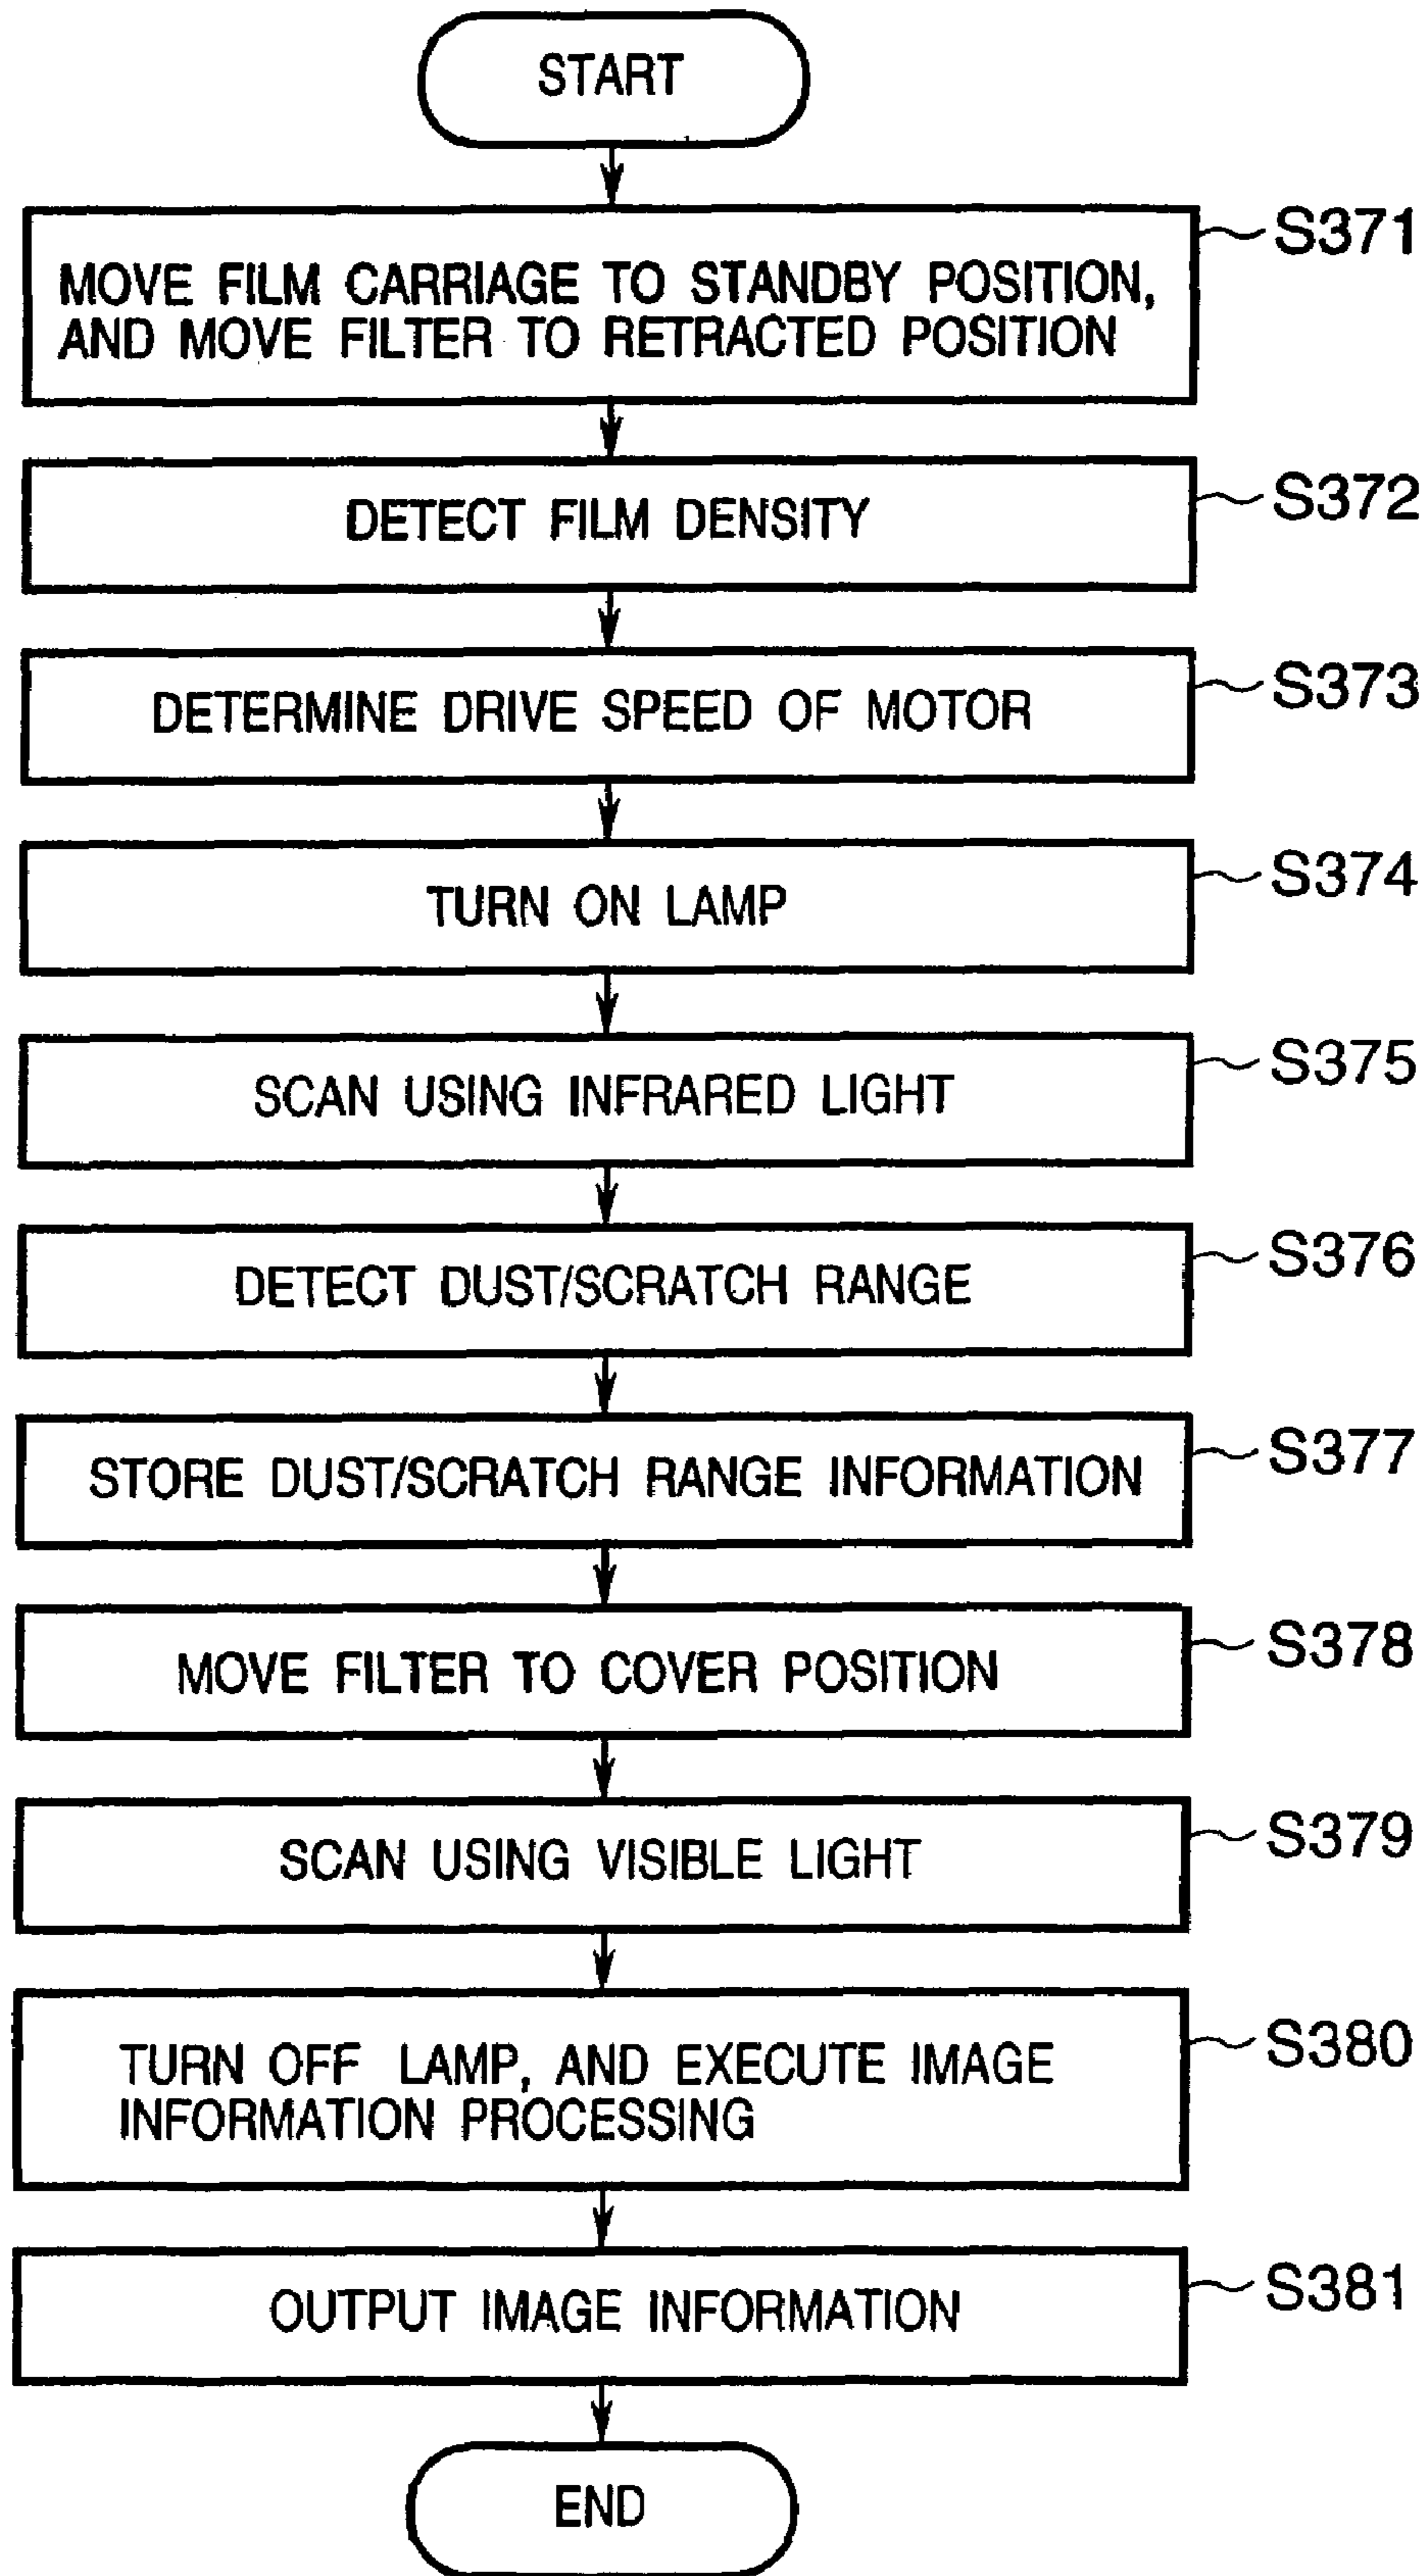 START
S371
MOVE FILM CARRIAGE TO STANDBY POSITION,
AND MOVE FILTER TO RETRACTED POSITION
S372
DETECT FILM DENSITY
S373
DETERMINE DRIVE SPEED OF MOTOR
S374
TURN ON LAMP
S375
SCAN USING INFRARED LIGHT
S376
DETECT DUST/SCRATCH RANGE
S377
STORE DUST/SCRATCH RANGE INFORMATION
S378
MOVE FILTER TO COVER POSITION
S379
SCAN USING VISIBLE LIGHT
S380
TURN OFF LAMP, AND EXECUTE IMAGE
INFORMATION PROCESSING
S381
OUTPUT IMAGE INFORMATION
END